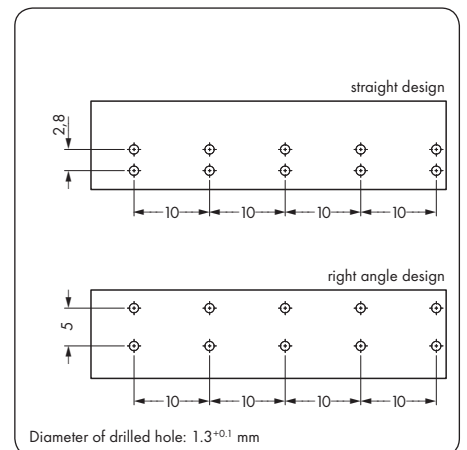 straight design
2,8
10 10 10 10
right angle design
5
10 10 10 10
Diameter of drilled hole: 1.3+0.1 mm